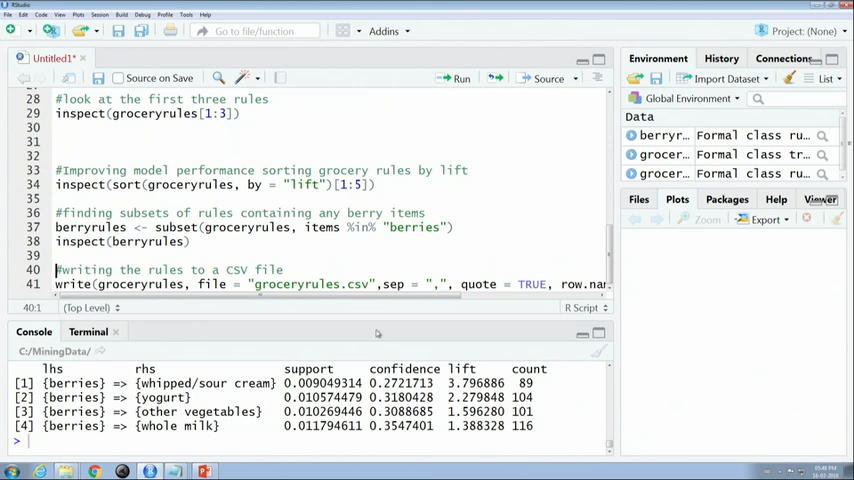 RStudio
File Edit Code View Plots Session Build Debug Profile Tools Help
Go to file/function
Addins
Project: (None)
Untitled1*
Source on Save
Run
Source
28 #look at the first three rules
29 inspect(groceryrules[1:3])
30
31
32
33 #Improving model performance sorting grocery rules by lift
34 inspect(sort(groceryrules, by = "lift")[1:5])
35
36 #finding subsets of rules containing any berry items
37 berryrules <- subset(groceryrules, items %in% "berries")
38 inspect(berryrules)
39
40 #writing the rules to a CSV file
41 write(groceryrules, file = "groceryrules.csv",sep = ",", quote = TRUE, row.nam
40:1 (Top Level) R Script
Console Terminal
C:/MiningData/
lhs rhs support confidence lift count
[1] {berries} => {whipped/sour cream} 0.009049314 0.2721713 3.796886 89
[2] {berries} => {yogurt} 0.010574479 0.3180428 2.279848 104
[3] {berries} => {other vegetables} 0.010269446 0.3088685 1.596280 101
[4] {berries} => {whole milk} 0.011794611 0.3547401 1.388328 116
>
Environment History Connections
Import Dataset List
Global Environment
Data
berryr… Formal class ru…
grocer… Formal class tr…
grocer… Formal class ru…
Files Plots Packages Help Viewer
Zoom Export
05:48 PM